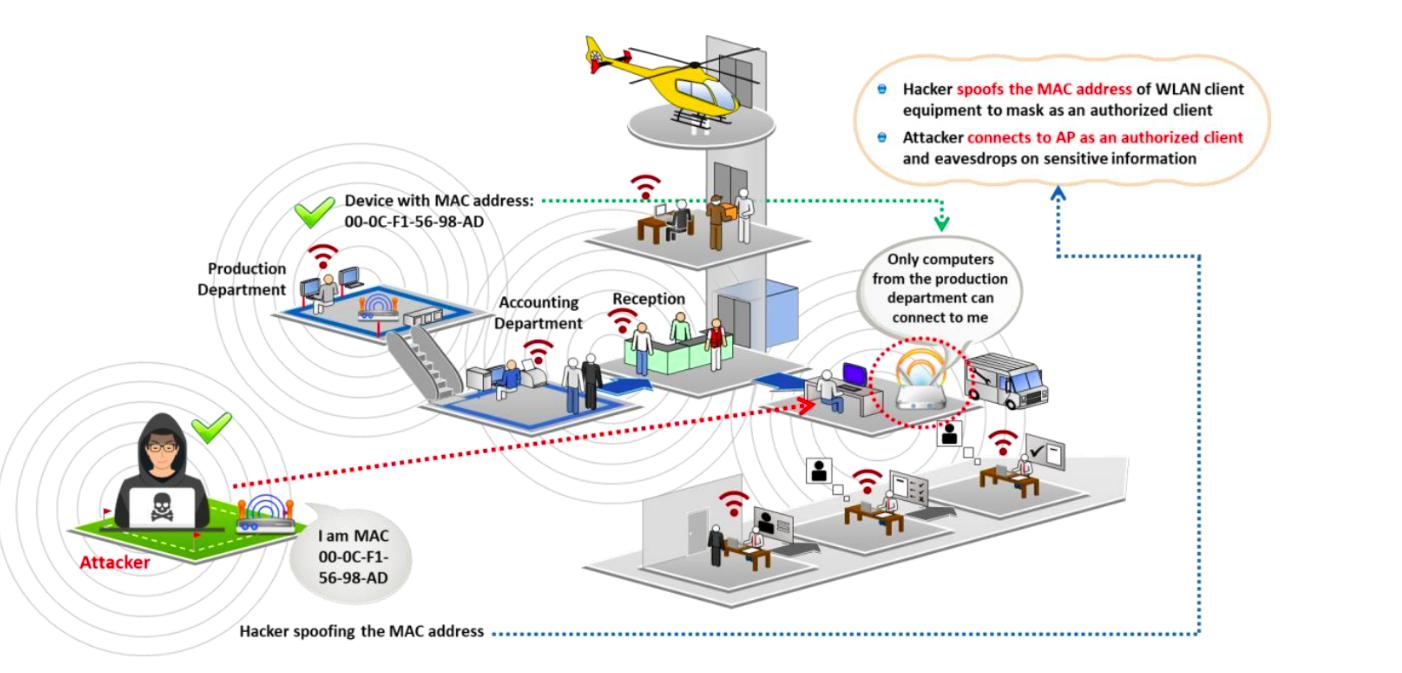 Hacker spoofs the MAC address of WLAN client
equipment to mask as an authorized client
Attacker connects to AP as an authorized client
and eavesdrops on sensitive information
Device with MAC address:
00-0C-F1-56-98-AD
Production
Department
Accounting
Department
Reception
Only computers
from the production
department can
connect to me
Attacker
I am MAC
00-0C-F1-
56-98-AD
Hacker spoofing the MAC address